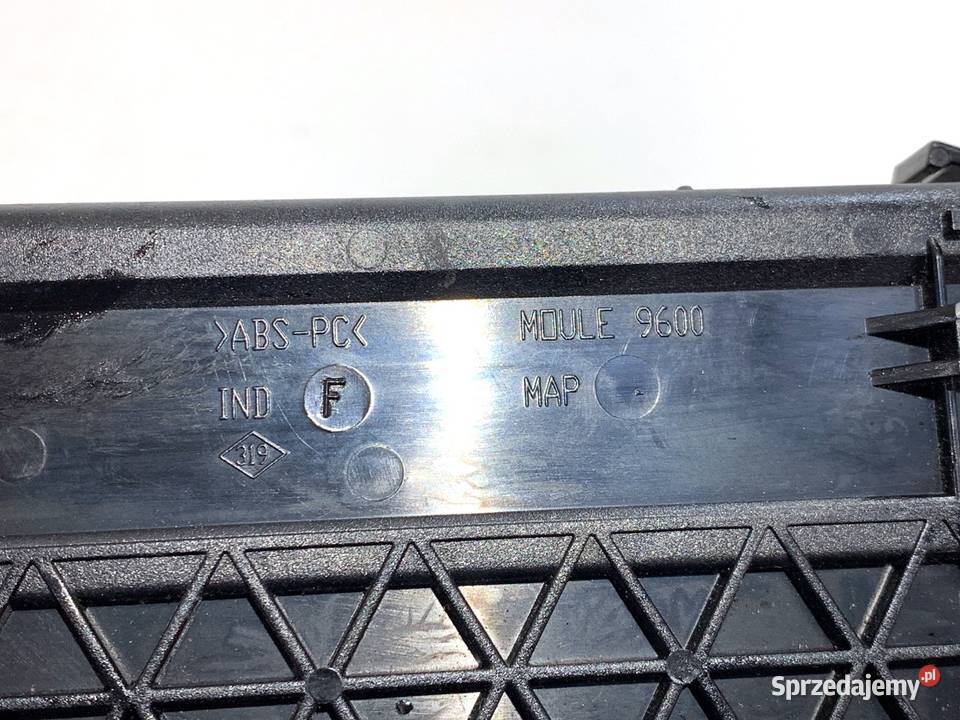 >ABS-PC< MOULE 9600
IND F MAP
319
Sprzedajemy.pl